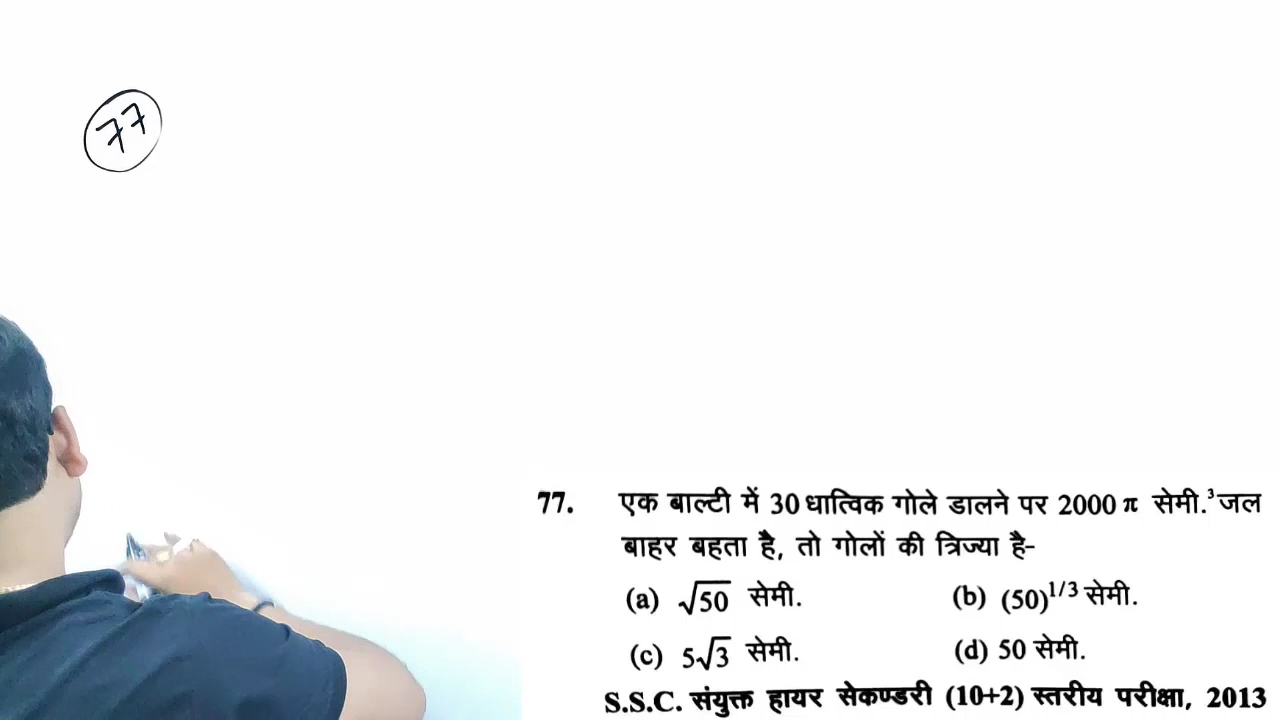 77
77. एक बाल्टी में 30 धात्विक गोले डालने पर 2000 π सेमी.³ जल
बाहर बहता है, तो गोलों की त्रिज्या है-
(a) √50 सेमी. (b) (50)^1/3 सेमी.
(c) 5√3 सेमी. (d) 50 सेमी.
S.S.C. संयुक्त हायर सेकण्डरी (10+2) स्तरीय परीक्षा, 2013